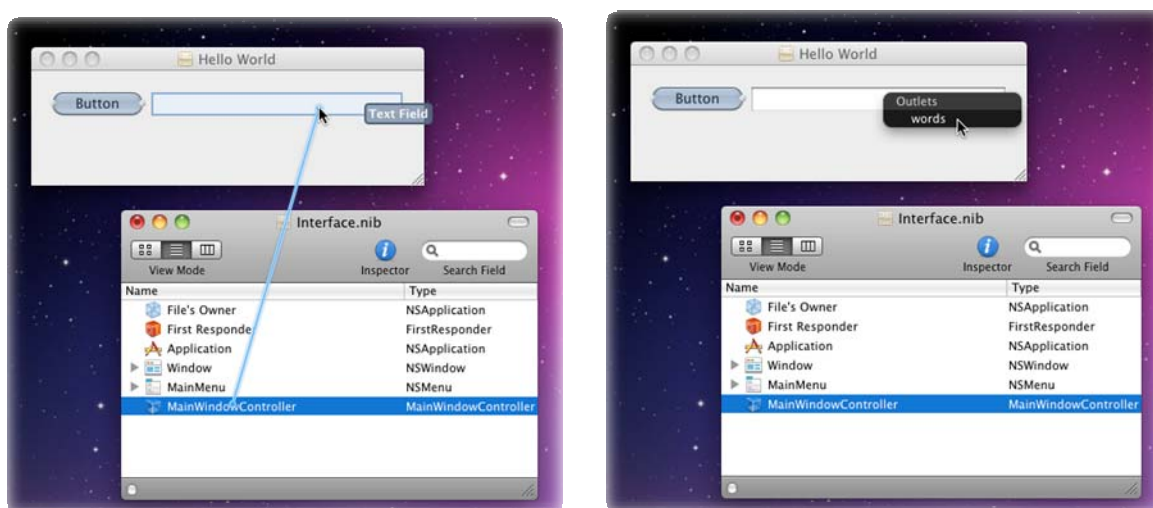 Hello World
Button
Text Field
Interface.nib
View Mode
Inspector
Search Field
Name Type
File's Owner NSApplication
First Responde FirstResponder
Application NSApplication
Window NSWindow
MainMenu NSMenu
MainWindowController MainWindowController
Hello World
Button
Outlets
words
Interface.nib
View Mode
Inspector
Search Field
Name Type
File's Owner NSApplication
First Responder FirstResponder
Application NSApplication
Window NSWindow
MainMenu NSMenu
MainWindowController MainWindowController